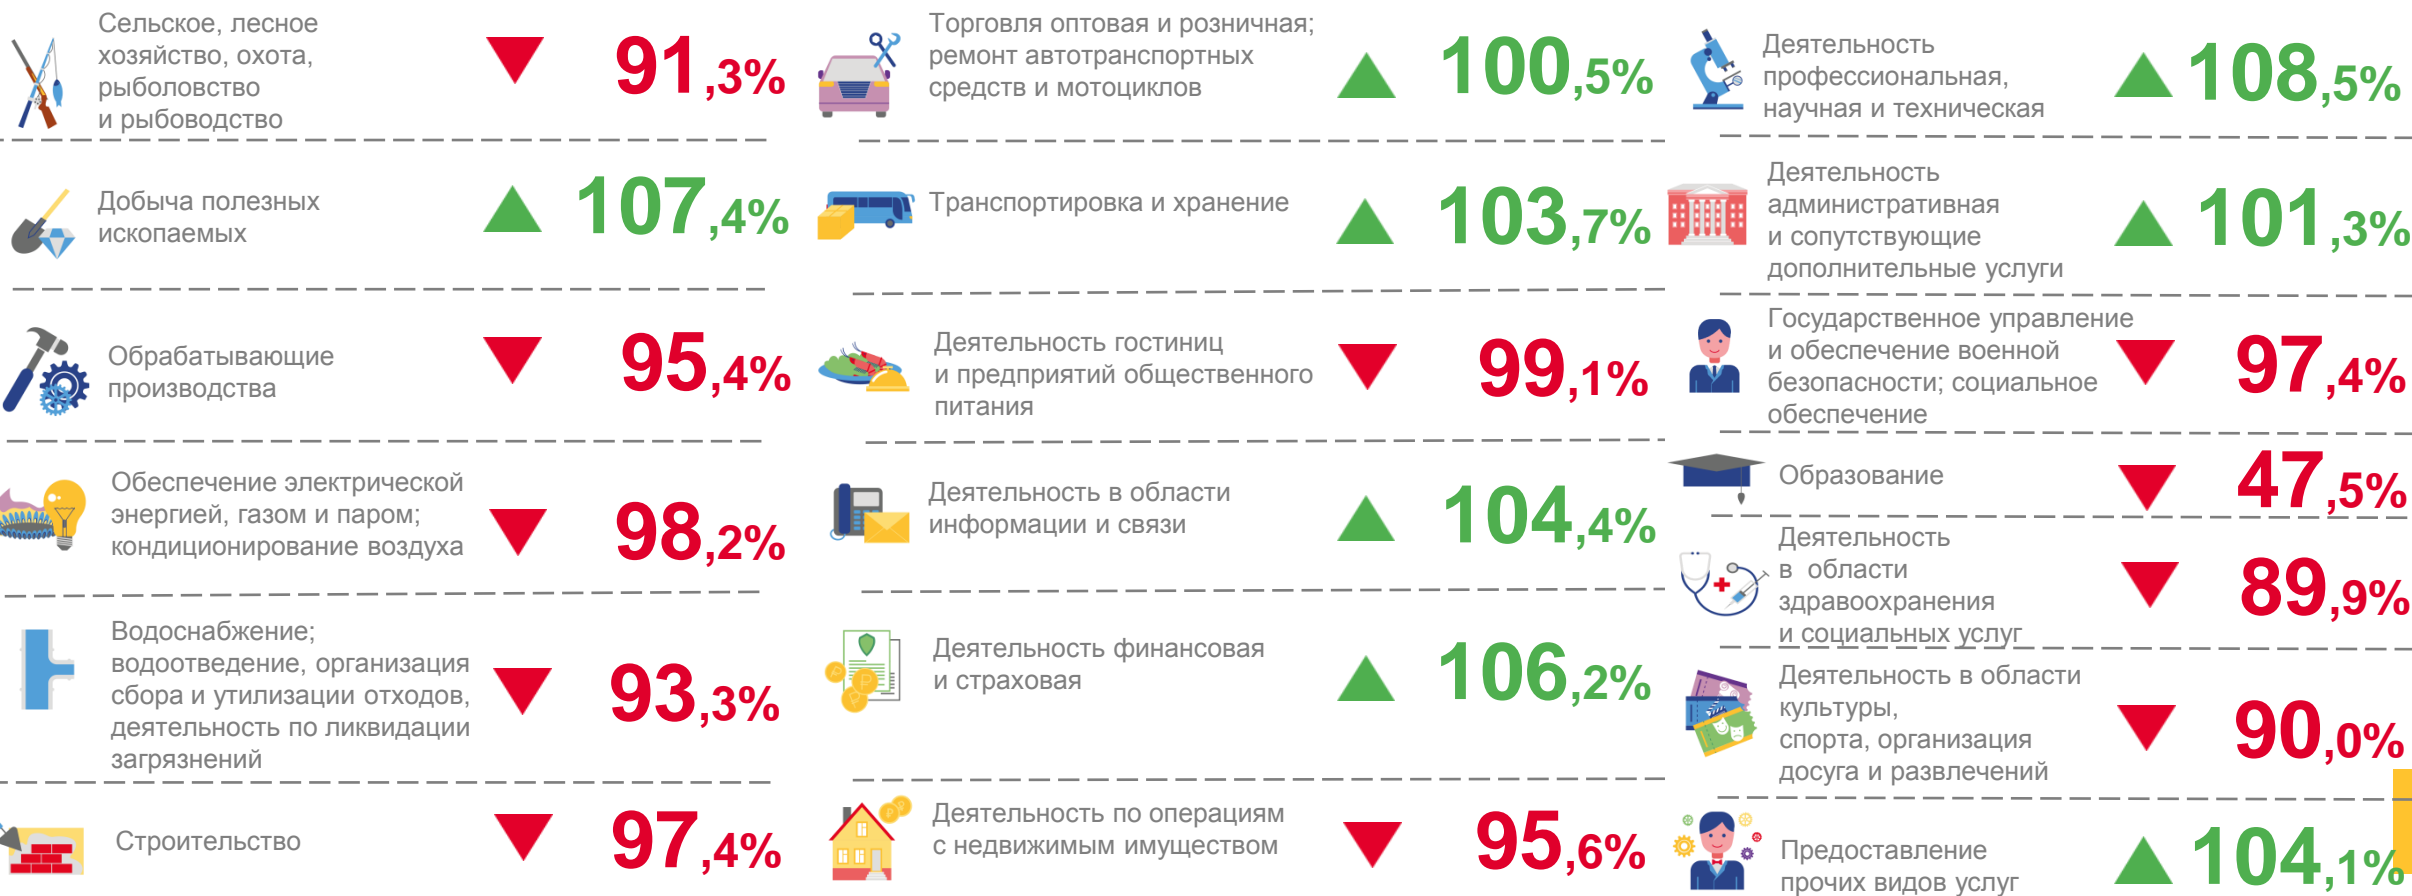 Сельское, лесное
хозяйство, охота,
рыболовство
и рыбоводство
91,3%
Добыча полезных
ископаемых
107,4%
Обрабатывающие
производства
95,4%
Обеспечение электрической
энергией, газом и паром;
кондиционирование воздуха
98,2%
Водоснабжение;
водоотведение, организация
сбора и утилизации отходов,
деятельность по ликвидации
загрязнений
93,3%
Строительство
97,4%
Торговля оптовая и розничная;
ремонт автотранспортных
средств и мотоциклов
100,5%
Транспортировка и хранение
103,7%
Деятельность гостиниц
и предприятий общественного
питания
99,1%
Деятельность в области
информации и связи
104,4%
Деятельность финансовая
и страховая
106,2%
Деятельность по операциям
с недвижимым имуществом
95,6%
Деятельность
профессиональная,
научная и техническая
108,5%
Деятельность
административная
и сопутствующие
дополнительные услуги
101,3%
Государственное управление
и обеспечение военной
безопасности; социальное
обеспечение
97,4%
Образование
47,5%
Деятельность
в области
здравоохранения
и социальных услуг
89,9%
Деятельность в области
культуры,
спорта, организация
досуга и развлечений
90,0%
Предоставление
прочих видов услуг
104,1%